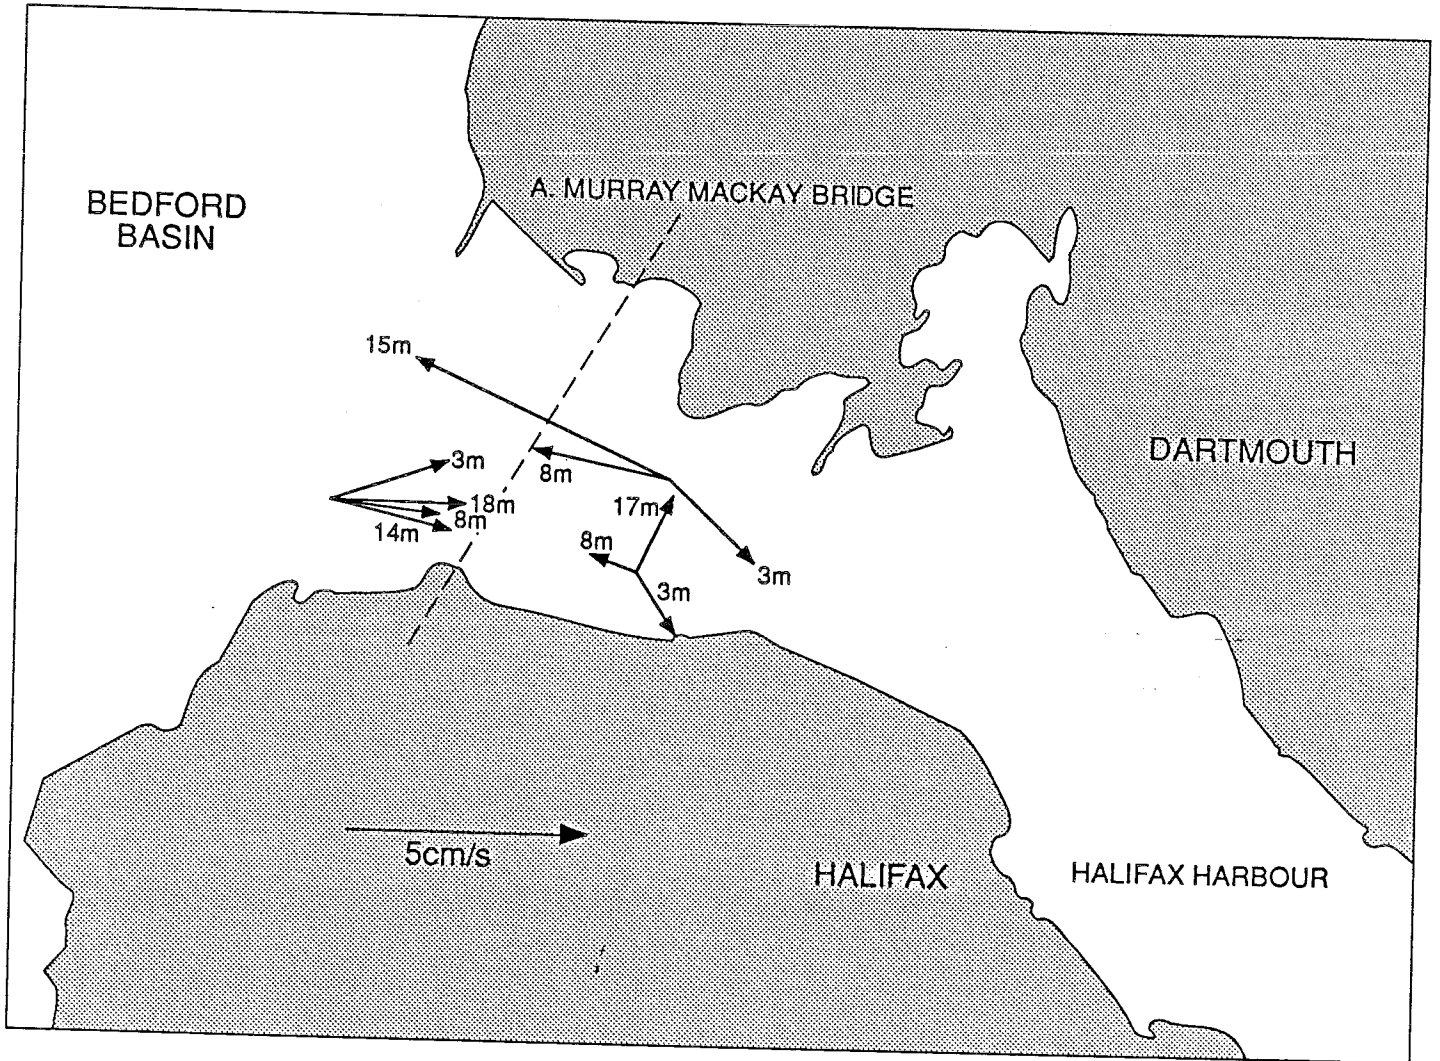 BEDFORD
BASIN
A. MURRAY MACKAY BRIDGE
15m
DARTMOUTH
3m
8m
18m
17m
8m
14m
8m
3m
3m
5cm/s
HALIFAX
HALIFAX HARBOUR